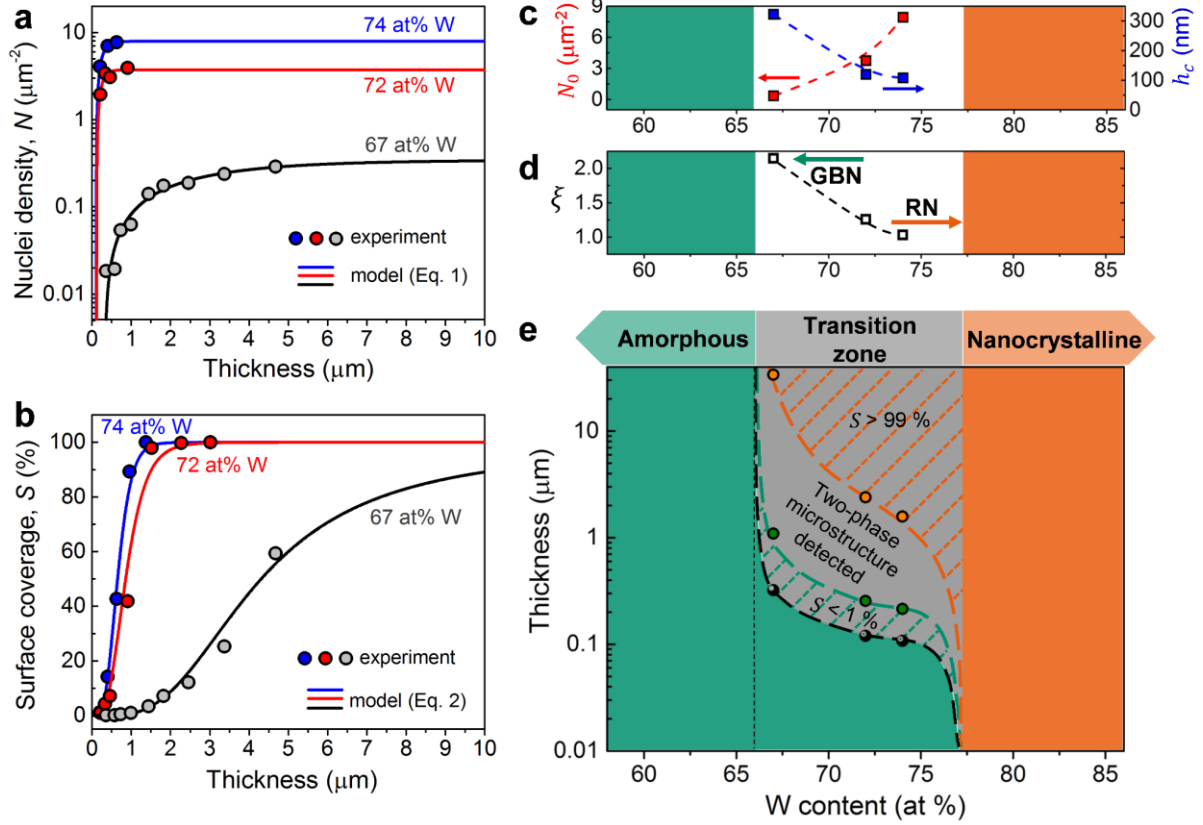 a
Nuclei density, N (μm⁻²)
10
1
0.1
0.01
74 at% W
72 at% W
67 at% W
experiment
model (Eq. 1)
0 1 2 3 4 5 6 7 8 9 10
Thickness (μm)
b
Surface coverage, S (%)
100
80
60
40
20
0
74 at% W
72 at% W
67 at% W
experiment
model (Eq. 2)
0 1 2 3 4 5 6 7 8 9 10
Thickness (μm)
c
N₀ (μm⁻²)
9
6
3
0
300
200
100
0
h_c (nm)
60 65 70 75 80 85
d
ξ
2.0
1.5
1.0
GBN
RN
60 65 70 75 80 85
e
Amorphous
Transition
zone
Nanocrystalline
Thickness (μm)
10
1
0.1
0.01
S > 99 %
Two-phase
microstructure
detected
S < 1 %
60 65 70 75 80 85
W content (at %)